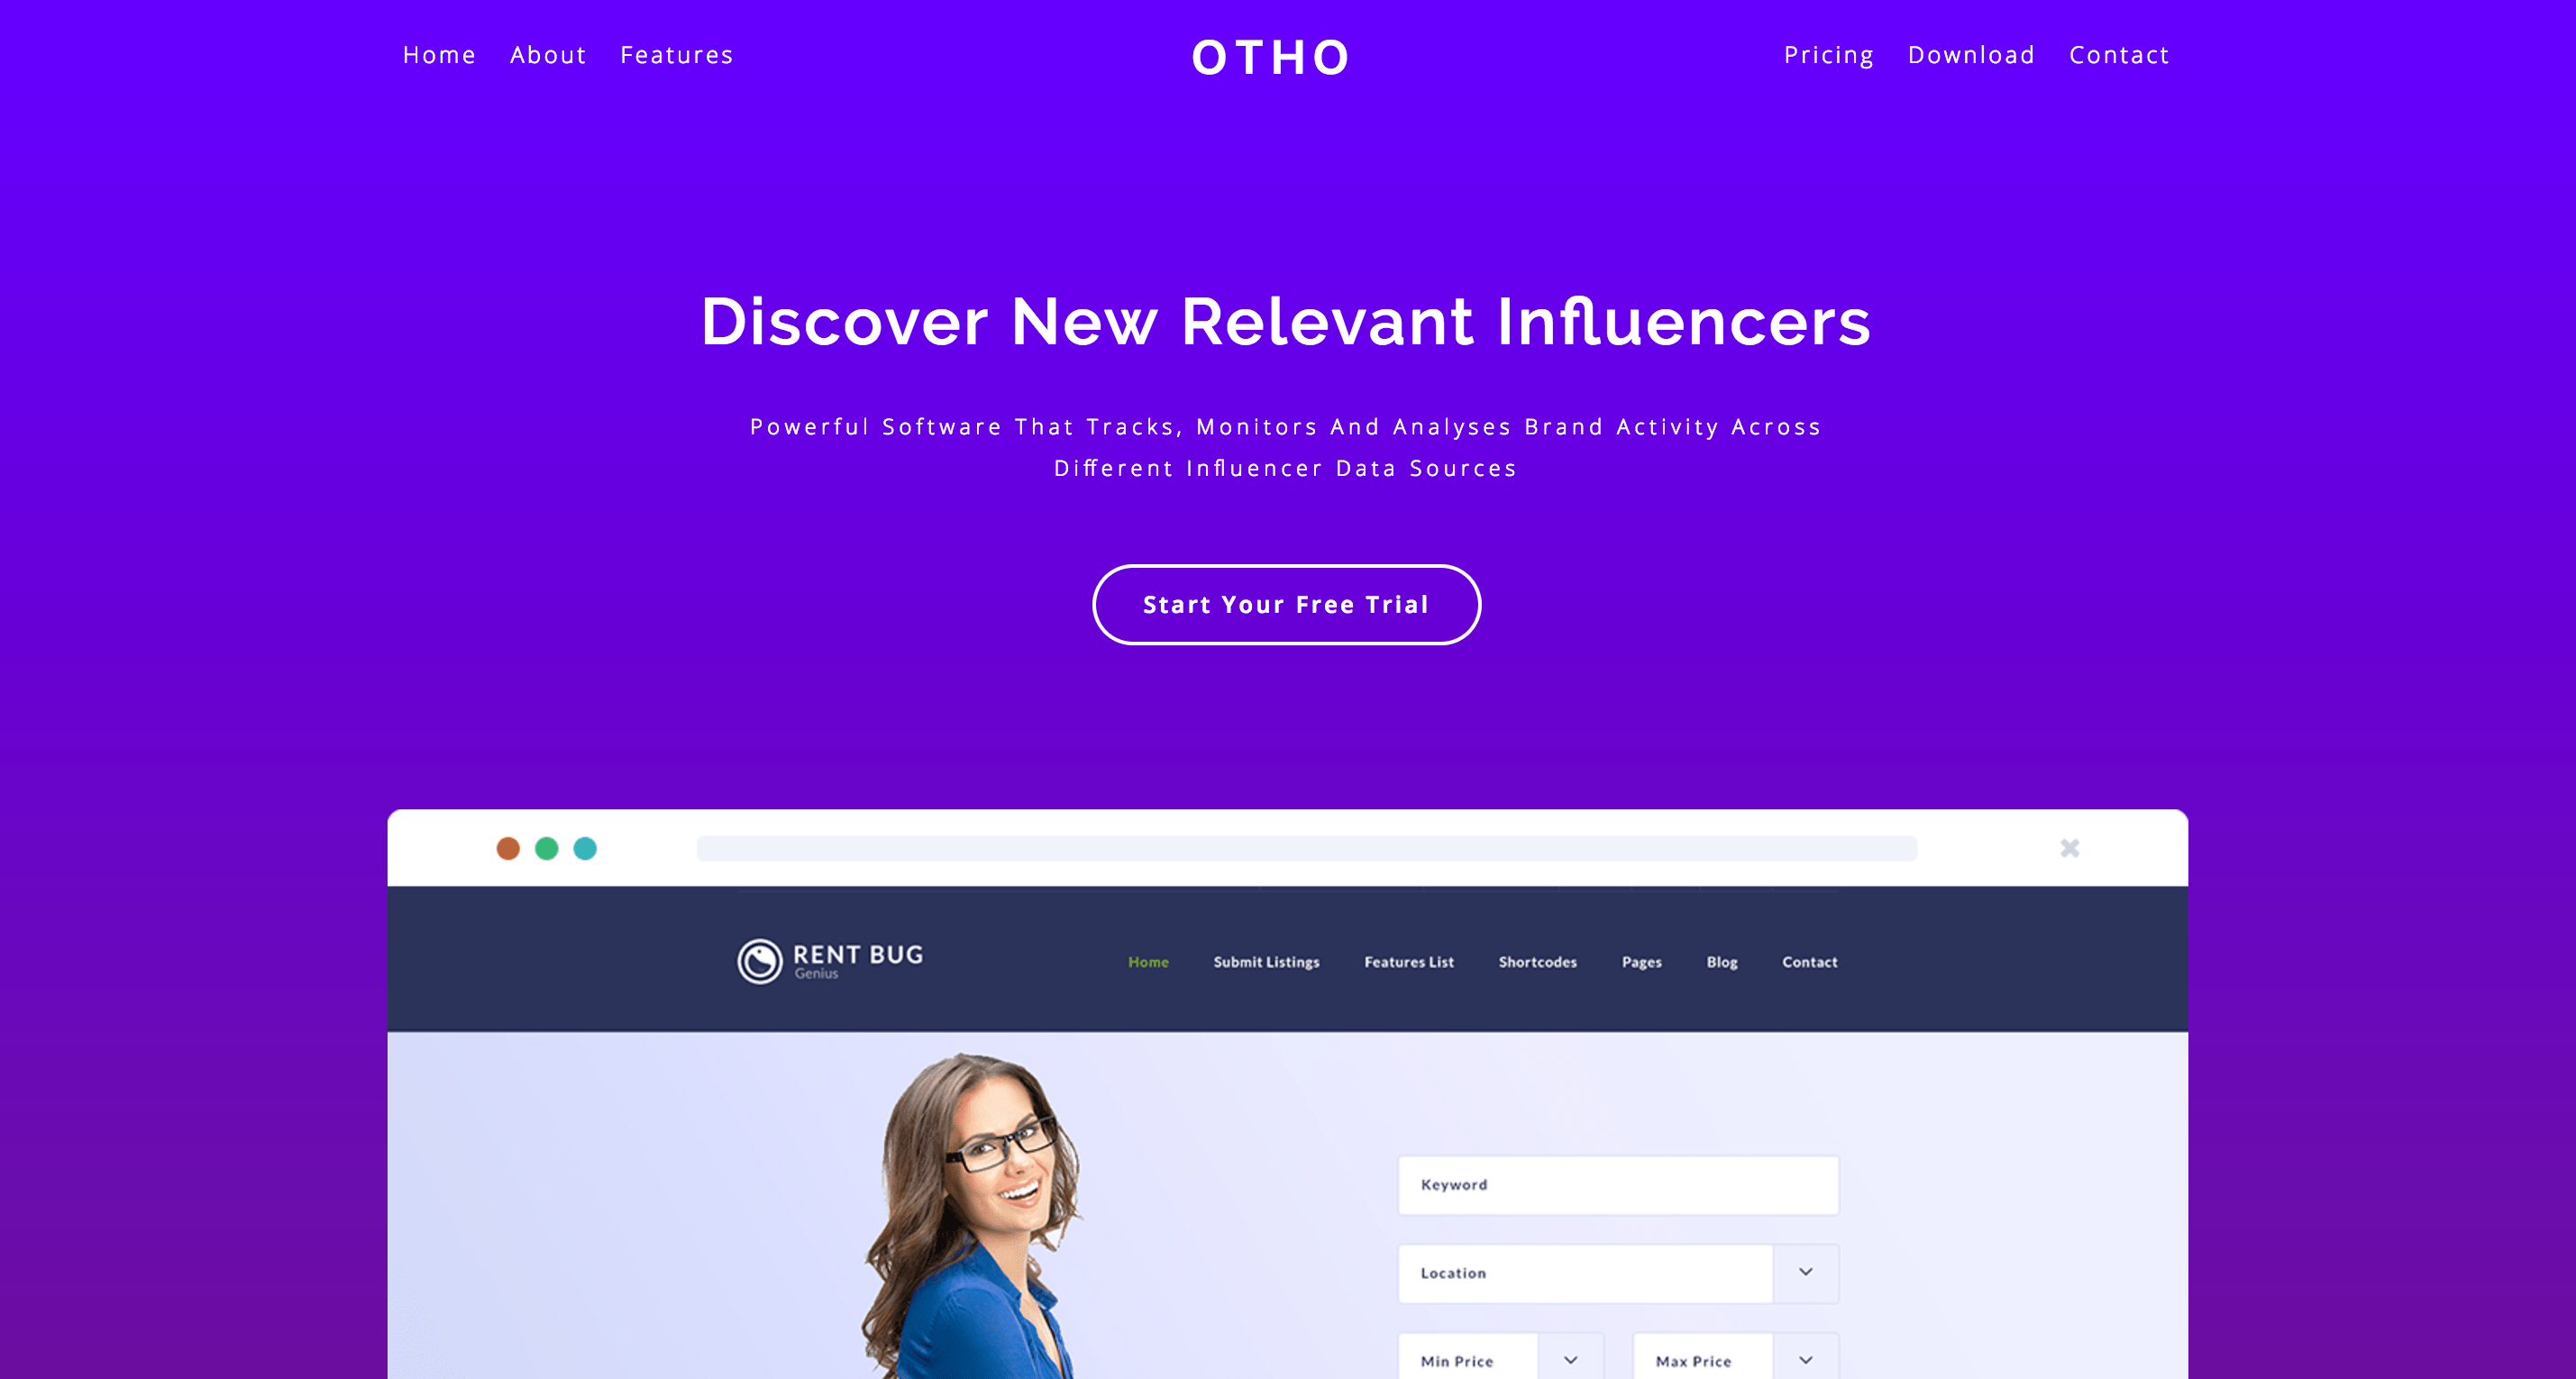 Home About Features OTHO Pricing Download Contact
Discover New Relevant Influencers
Powerful Software That Tracks, Monitors And Analyses Brand Activity Across
Different Influencer Data Sources
Start Your Free Trial
RENT BUG
Genius
Home Submit Listings Features List Shortcodes Pages Blog Contact
Keyword
Location
Min Price Max Price